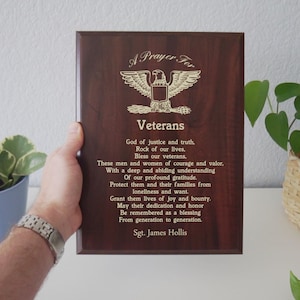 A Prayer For
Veterans
God of justice and truth,
Rock of our lives,
Bless our veterans,
These men and women of courage and valor,
With a deep and abiding understanding
Of our profound gratitude.
Protect them and their families from
loneliness and want.
Grant them lives of joy and bounty.
May their dedication and honor
Be remembered as a blessing
From generation to generation.
Sgt. James Hollis